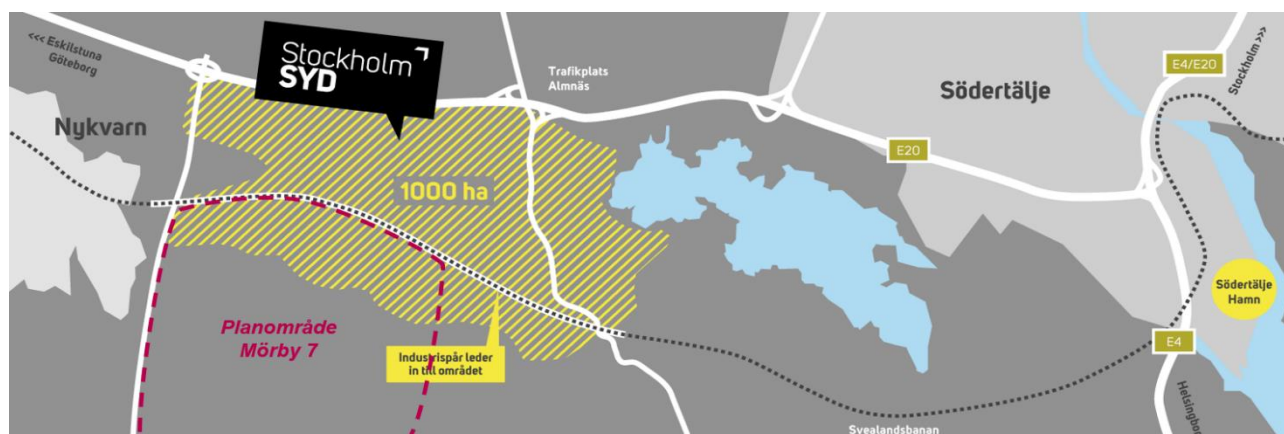 <<< Eskilstuna
Göteborg
Stockholm
SYD
Trafikplats
Almnäs
Södertälje
E4/E20
Stockholm >>>
Nykvarn
E20
1000 ha
Södertälje
Hamn
Planområde
Mörby 7
Industrispår leder
in till området
E4
Svealandsbanan